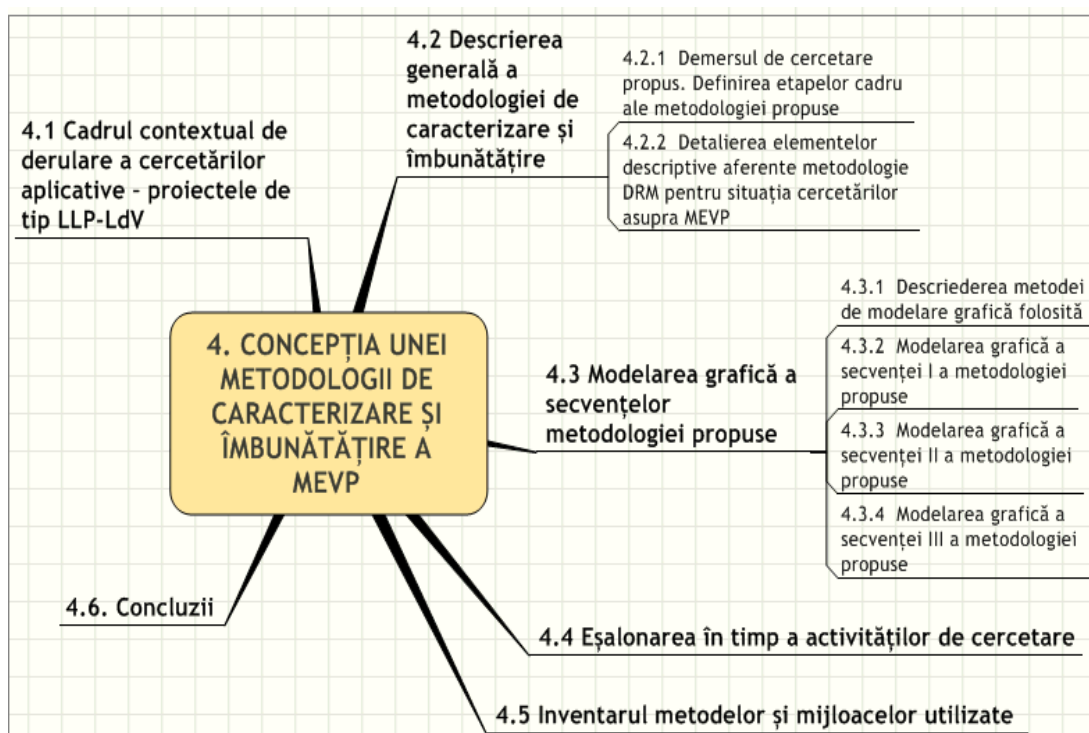 4.1 Cadrul contextual de
derulare a cercetărilor
aplicative - proiectele de
tip LLP-LdV
4.2 Descrierea
generală a
metodologiei de
caracterizare și
îmbunătățire
4.2.1 Demersul de cercetare
propus. Definirea etapelor cadru
ale metodologiei propuse
4.2.2 Detalierea elementelor
descriptive aferente metodologie
DRM pentru situația cercetărilor
asupra MEVP
4. CONCEPȚIA UNEI
METODOLOGII DE
CARACTERIZARE ȘI
ÎMBUNĂTĂȚIRE A
MEVP
4.3 Modelarea grafică a
secvențelor
metodologiei propuse
4.3.1 Descriederea metodei
de modelare grafică folosită
4.3.2 Modelarea grafică a
secvenței I a metodologiei
propuse
4.3.3 Modelarea grafică a
secvenței II a metodologiei
propuse
4.3.4 Modelarea grafică a
secvenței III a metodologiei
propuse
4.4 Eșalonarea în timp a activităților de cercetare
4.5 Inventarul metodelor și mijloacelor utilizate
4.6. Concluzii